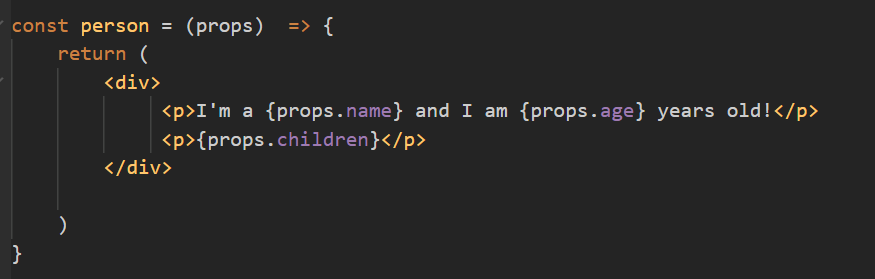 const person = (props)  => {
    return (
        <div>
             <p>I'm a {props.name} and I am {props.age} years old!</p>
             <p>{props.children}</p>
        </div>
    )
}